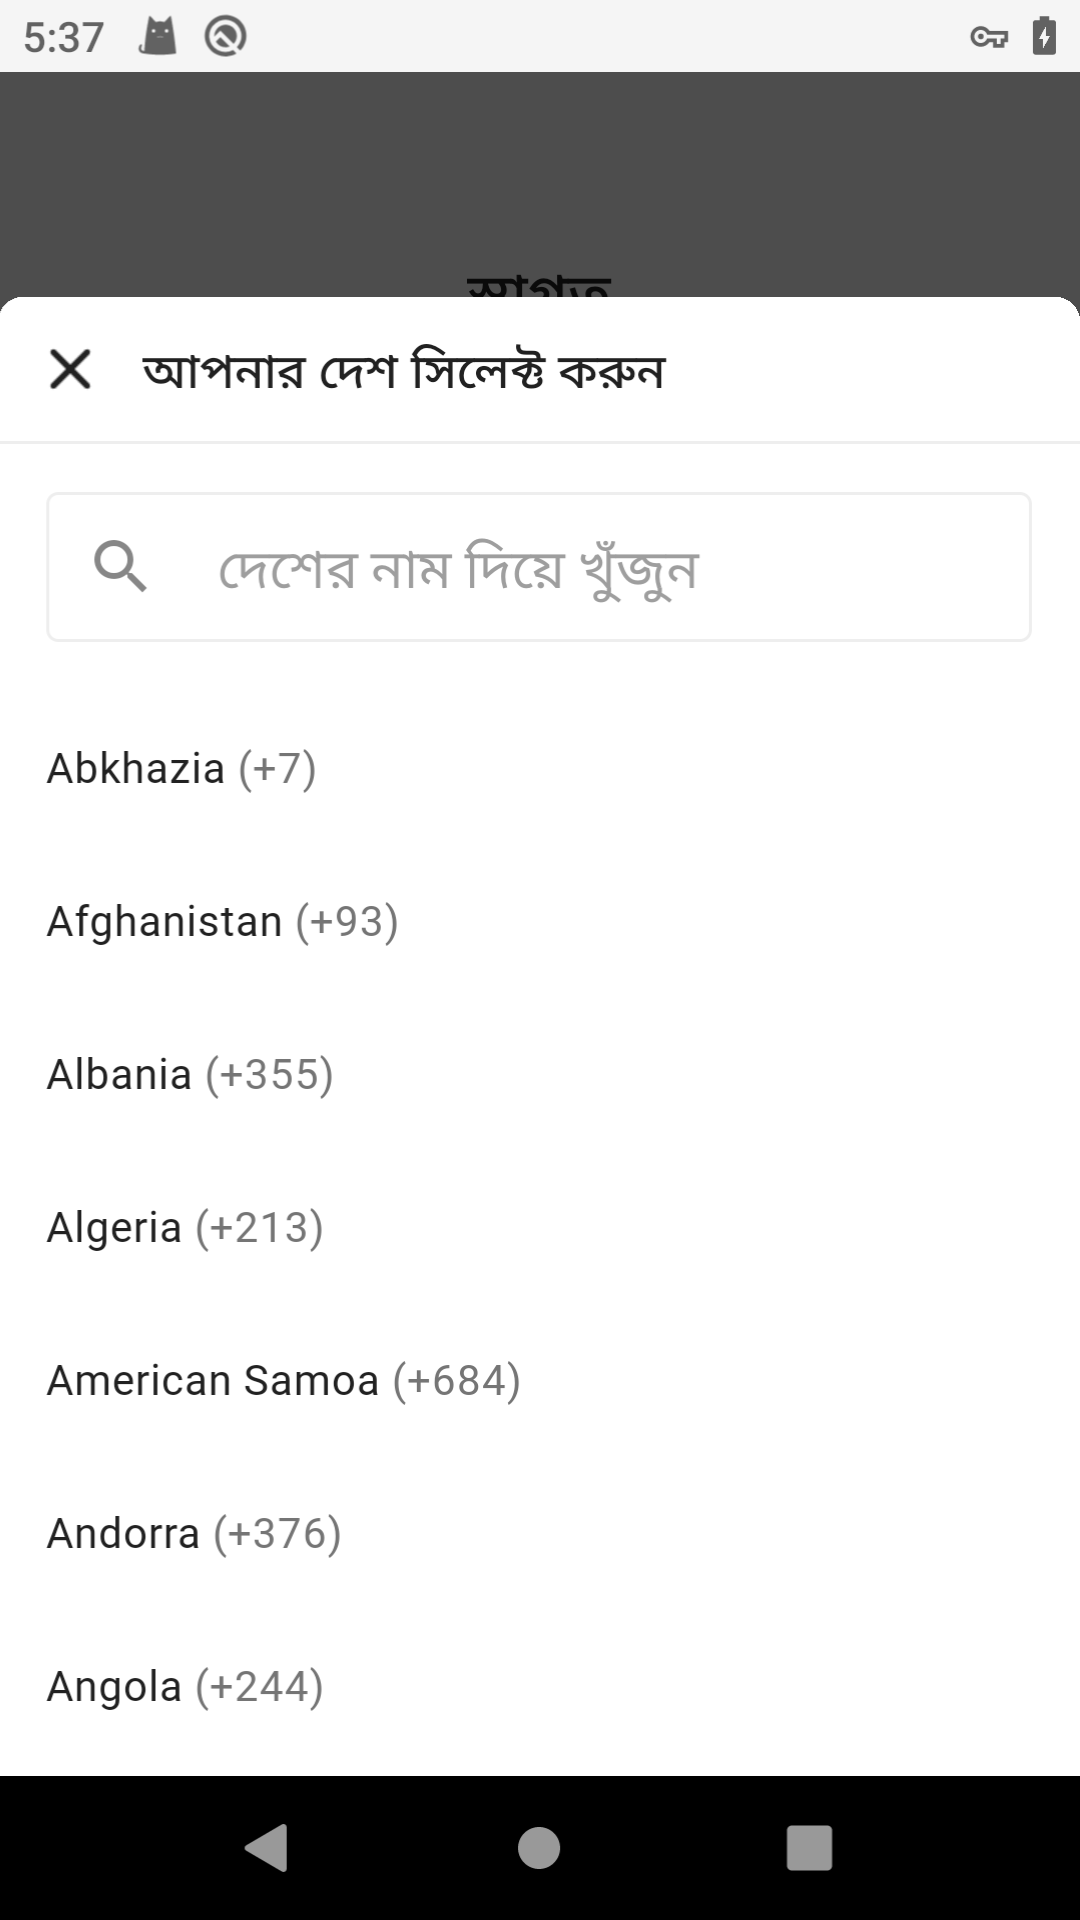 5:37
স্বাগত
আপনার দেশ সিলেক্ট করুন
দেশের নাম দিয়ে খুঁজুন
Abkhazia (+7)
Afghanistan (+93)
Albania (+355)
Algeria (+213)
American Samoa (+684)
Andorra (+376)
Angola (+244)